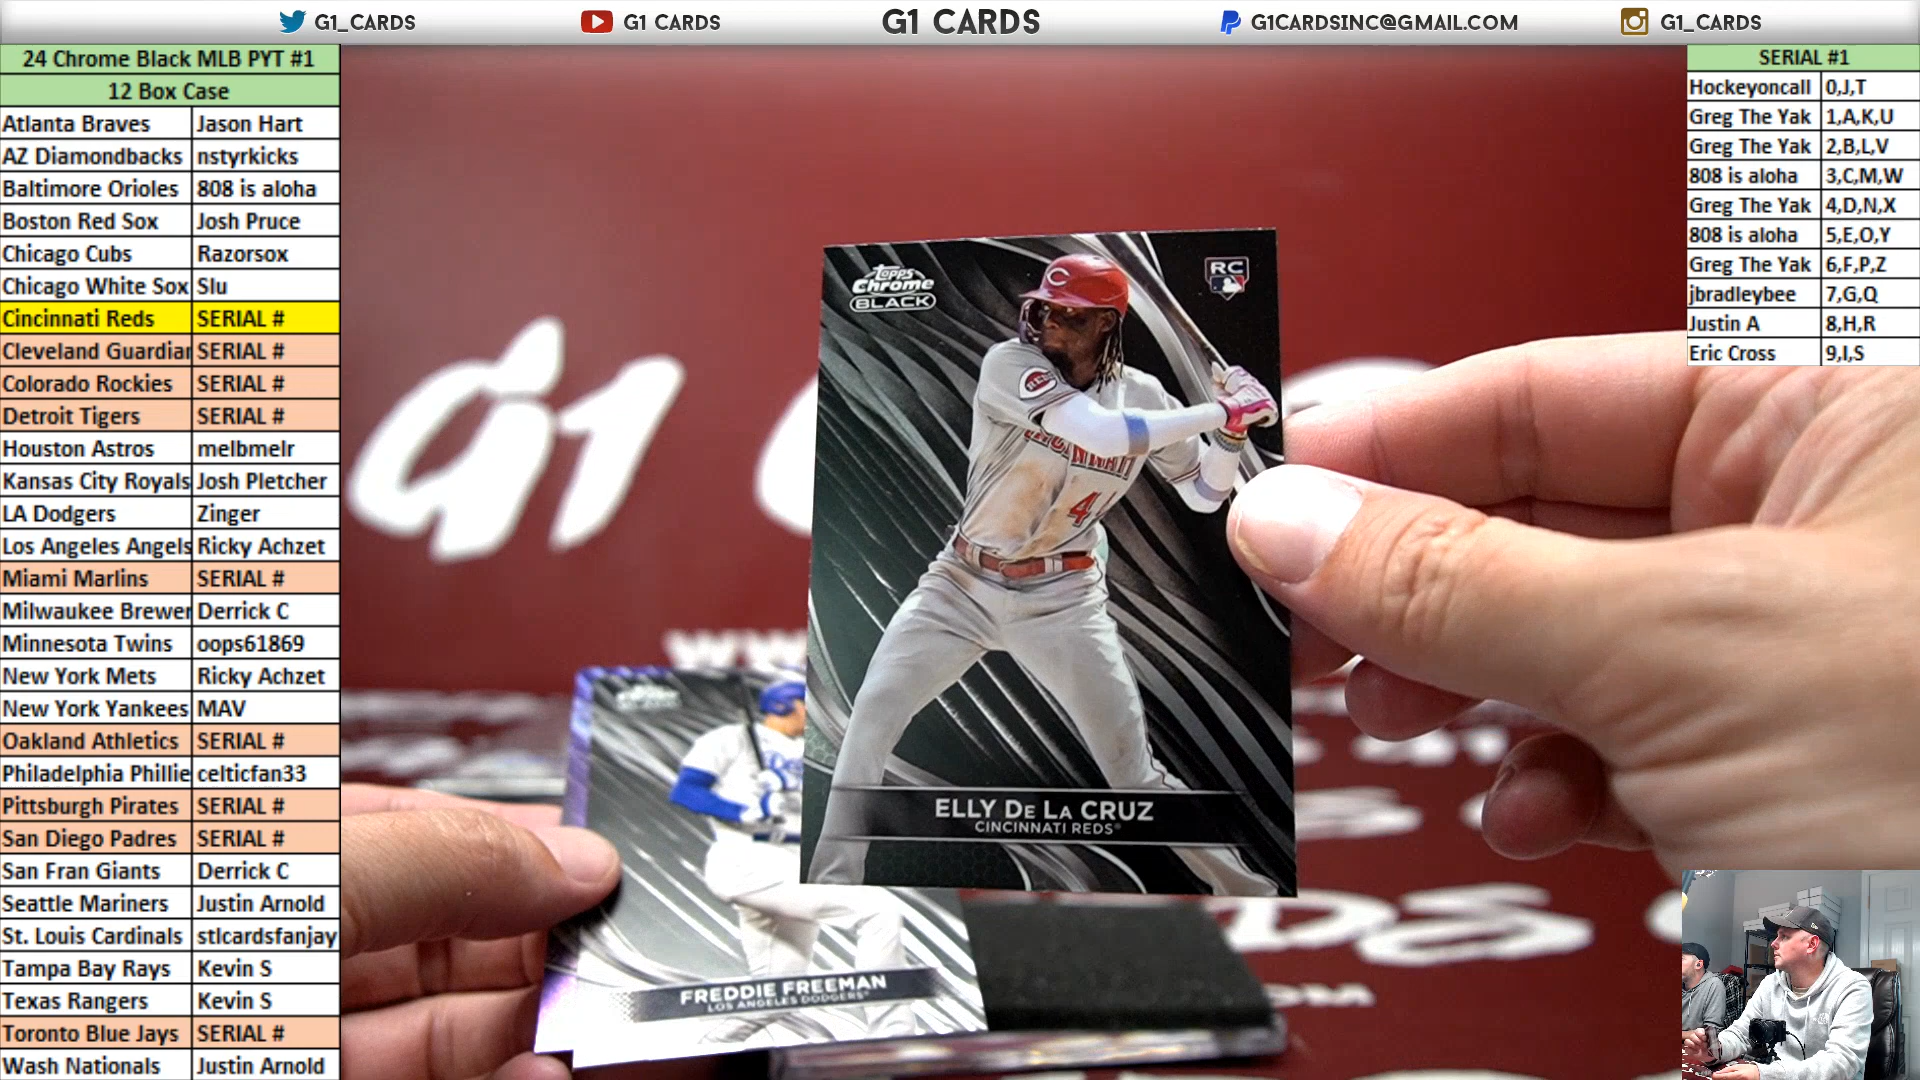 G1_CARDS G1 CARDS G1 CARDS G1CARDSINC@GMAIL.COM G1_CARDS
24 Chrome Black MLB PYT #1
12 Box Case
Atlanta Braves Jason Hart
AZ Diamondbacks nstyrkicks
Baltimore Orioles 808 is aloha
Boston Red Sox Josh Pruce
Chicago Cubs Razorsox
Chicago White Sox Slu
Cincinnati Reds SERIAL #
Cleveland Guardian SERIAL #
Colorado Rockies SERIAL #
Detroit Tigers SERIAL #
Houston Astros melbmelr
Kansas City Royals Josh Pletcher
LA Dodgers Zinger
Los Angeles Angels Ricky Achzet
Miami Marlins SERIAL #
Milwaukee Brewer Derrick C
Minnesota Twins oops61869
New York Mets Ricky Achzet
New York Yankees MAV
Oakland Athletics SERIAL #
Philadelphia Phillie celticfan33
Pittsburgh Pirates SERIAL #
San Diego Padres SERIAL #
San Fran Giants Derrick C
Seattle Mariners Justin Arnold
St. Louis Cardinals stlcardsfanjay
Tampa Bay Rays Kevin S
Texas Rangers Kevin S
Toronto Blue Jays SERIAL #
Wash Nationals Justin Arnold
SERIAL #1
Hockeyoncall 0,J,T
Greg The Yak 1,A,K,U
Greg The Yak 2,B,L,V
808 is aloha 3,C,M,W
Greg The Yak 4,D,N,X
808 is aloha 5,E,O,Y
Greg The Yak 6,F,P,Z
jbradleybee 7,G,Q
Justin A 8,H,R
Eric Cross 9,I,S
G1
Topps
Chrome
BLACK
RC
C
REDS
CINCINNATI
4
ELLY De La CRUZ
CINCINNATI REDS
FREDDIE FREEMAN
LOS ANGELES DODGERS